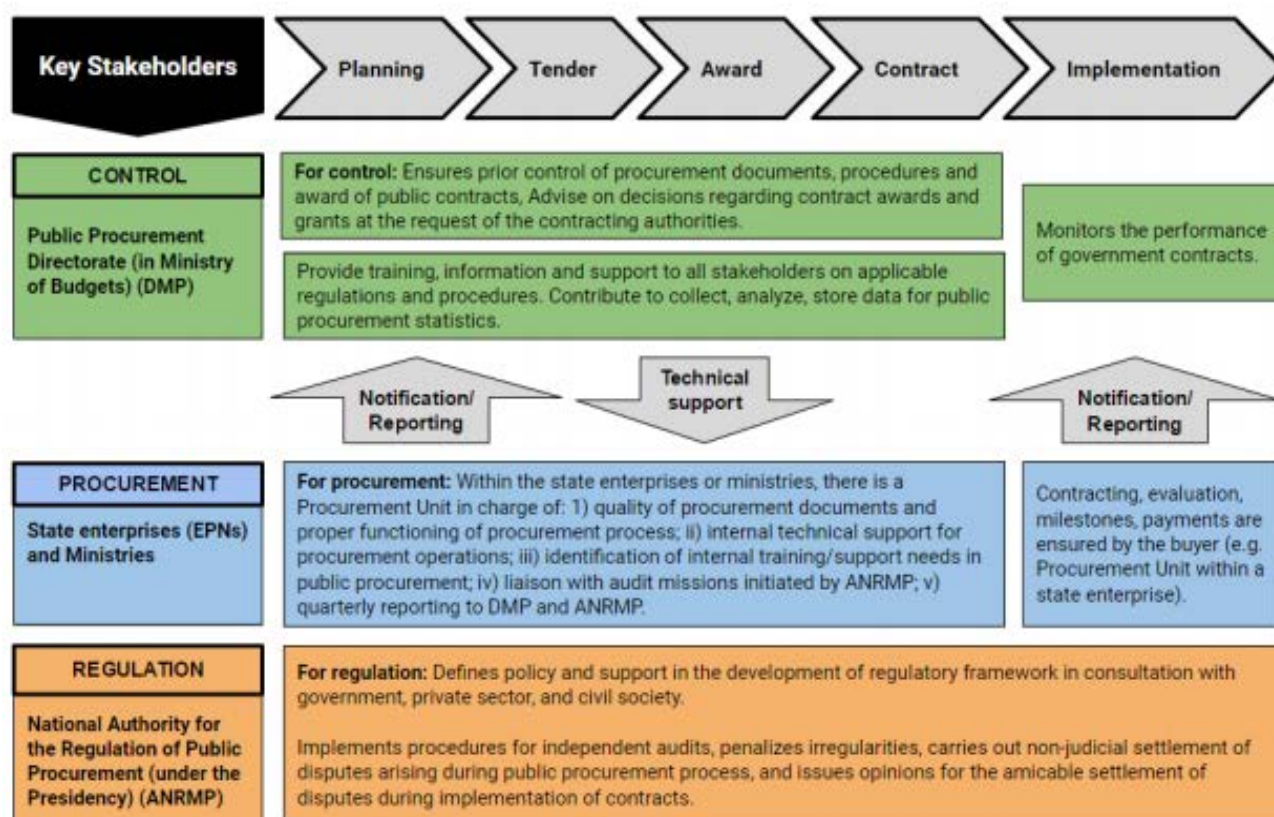 Key Stakeholders
Planning
Tender
Award
Contract
Implementation
CONTROL
Public Procurement
Directorate (in Ministry
of Budgets) (DMP)
For control: Ensures prior control of procurement documents, procedures and
award of public contracts, Advise on decisions regarding contract awards and
grants at the request of the contracting authorities.
Provide training, information and support to all stakeholders on applicable
regulations and procedures. Contribute to collect, analyze, store data for public
procurement statistics.
Monitors the performance
of government contracts.
Notification/
Reporting
Technical
support
Notification/
Reporting
PROCUREMENT
State enterprises (EPNs)
and Ministries
For procurement: Within the state enterprises or ministries, there is a
Procurement Unit in charge of: 1) quality of procurement documents and
proper functioning of procurement process; ii) internal technical support for
procurement operations; iii) identification of internal training/support needs in
public procurement; iv) liaison with audit missions initiated by ANRMP; v)
quarterly reporting to DMP and ANRMP.
Contracting, evaluation,
milestones, payments are
ensured by the buyer (e.g.
Procurement Unit within a
state enterprise).
REGULATION
National Authority for
the Regulation of Public
Procurement (under the
Presidency) (ANRMP)
For regulation: Defines policy and support in the development of regulatory framework in consultation with
government, private sector, and civil society.
Implements procedures for independent audits, penalizes irregularities, carries out non-judicial settlement of
disputes arising during public procurement process, and issues opinions for the amicable settlement of
disputes during implementation of contracts.